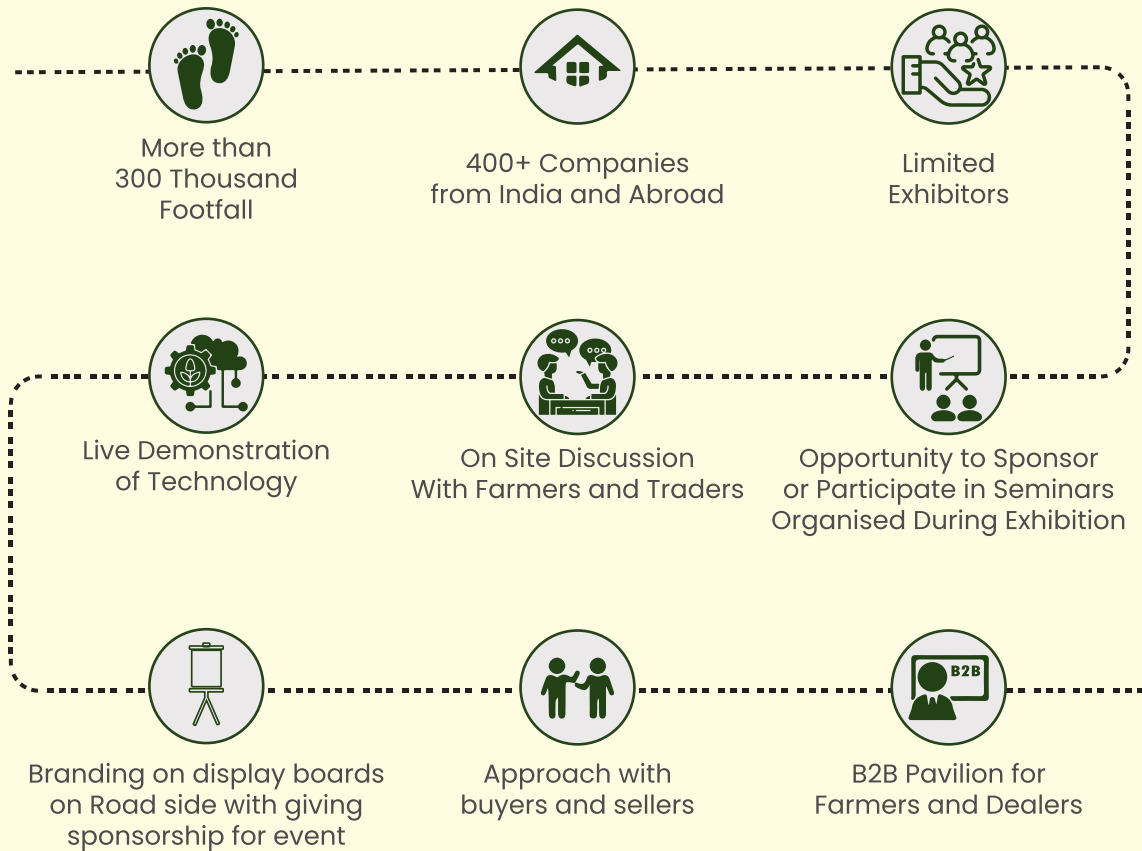 More than
300 Thousand
Footfall
400+ Companies
from India and Abroad
Limited
Exhibitors
Live Demonstration
of Technology
On Site Discussion
With Farmers and Traders
Opportunity to Sponsor
or Participate in Seminars
Organised During Exhibition
Branding on display boards
on Road side with giving
sponsorship for event
Approach with
buyers and sellers
B2B
B2B Pavilion for
Farmers and Dealers